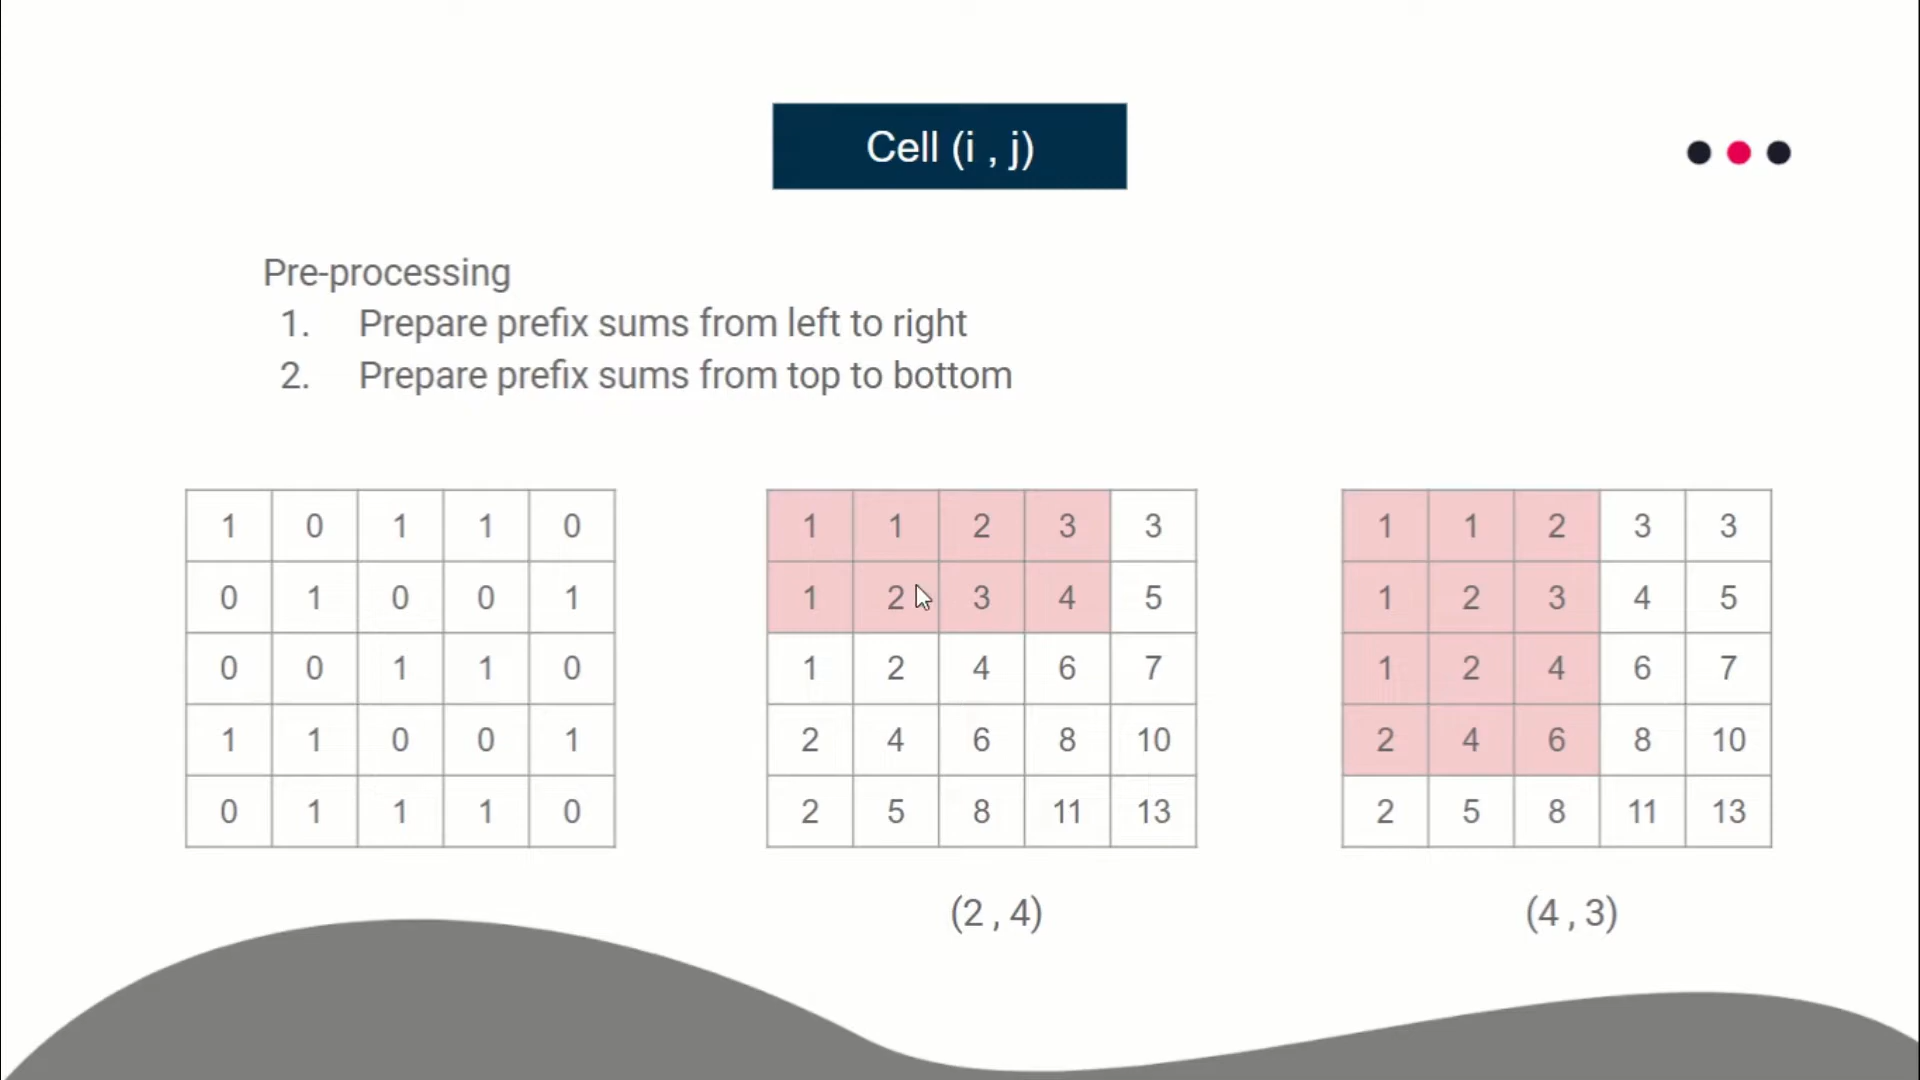 Cell (i , j)
Pre-processing
1. Prepare prefix sums from left to right
2. Prepare prefix sums from top to bottom
1 0 1 1 0
0 1 0 0 1
0 0 1 1 0
1 1 0 0 1
0 1 1 1 0
1 1 2 3 3
1 2 3 4 5
1 2 4 6 7
2 4 6 8 10
2 5 8 11 13
(2 , 4)
1 1 2 3 3
1 2 3 4 5
1 2 4 6 7
2 4 6 8 10
2 5 8 11 13
(4 , 3)